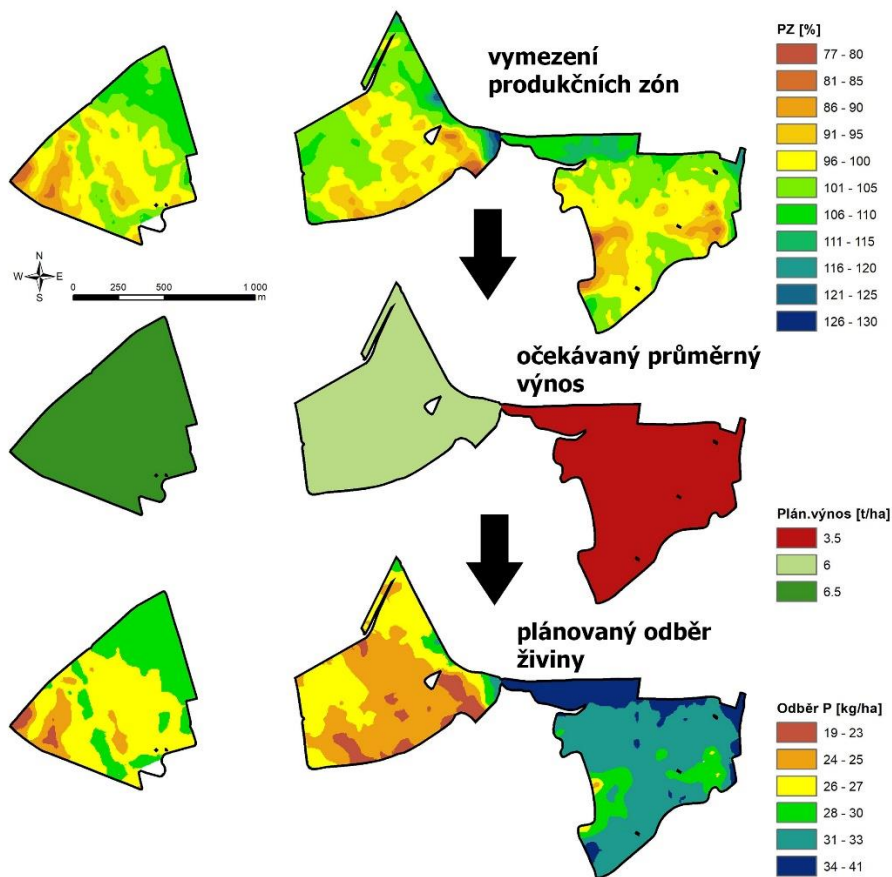 vymezení
produkčních zón
PZ [%]
77 - 80
81 - 85
86 - 90
91 - 95
96 - 100
101 - 105
106 - 110
111 - 115
116 - 120
121 - 125
126 - 130
N
W E
S
0 250 500 1 000
m
očekávaný průměrný
výnos
Plán.výnos [t/ha]
3.5
6
6.5
plánovaný odběr
živiny
Odběr P [kg/ha]
19 - 23
24 - 25
26 - 27
28 - 30
31 - 33
34 - 41